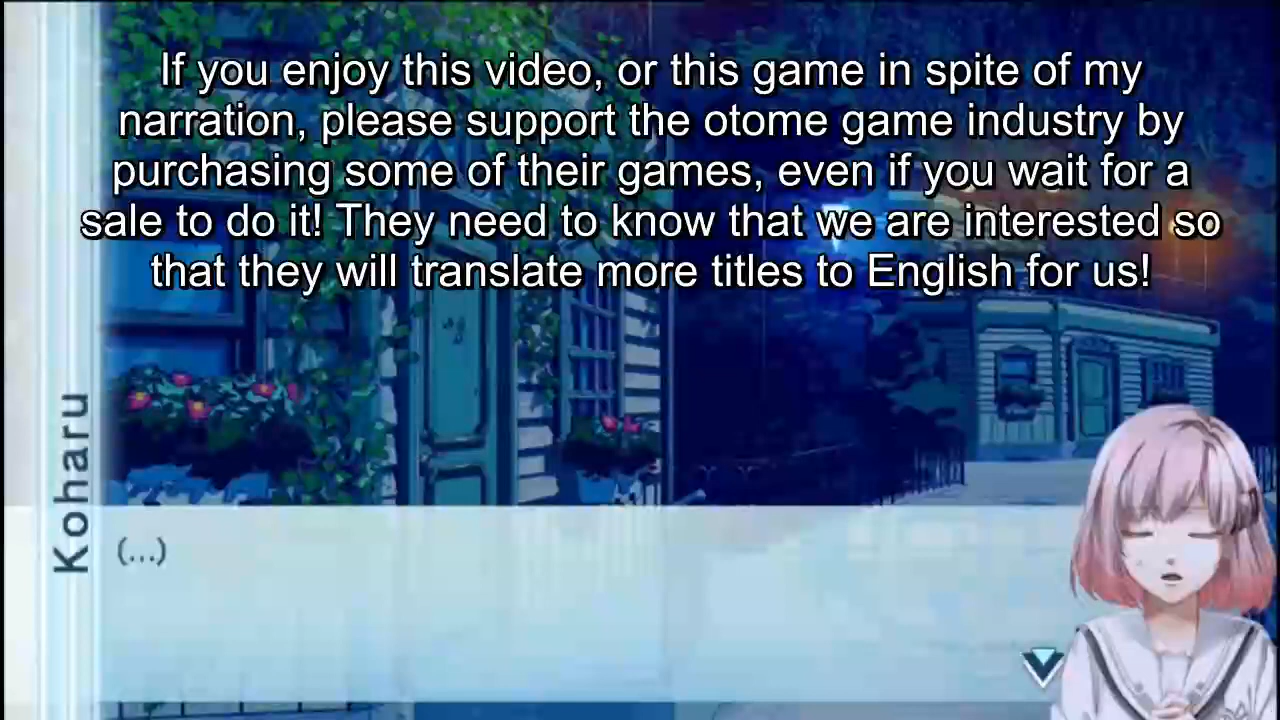 If you enjoy this video, or this game in spite of my
narration, please support the otome game industry by
purchasing some of their games, even if you wait for a
sale to do it! They need to know that we are interested so
that they will translate more titles to English for us!
Koharu
(...)